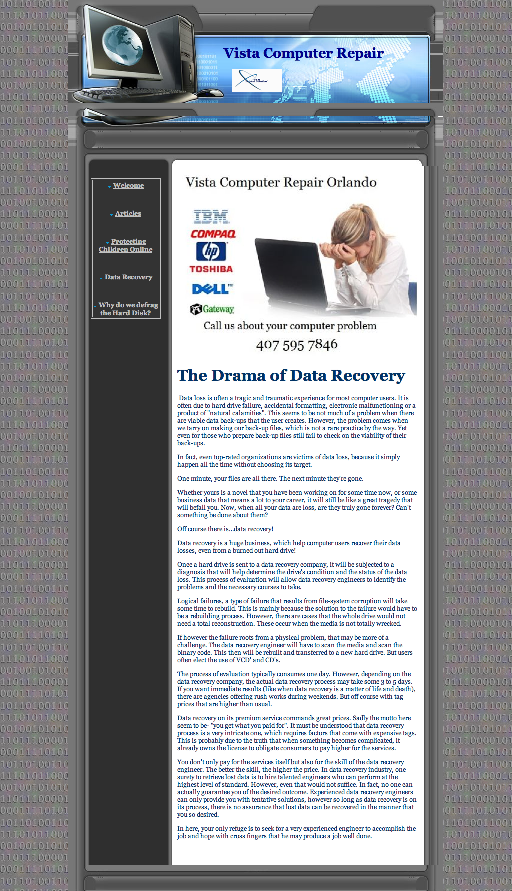 Vista Computer Repair
Welcome
Articles
Protecting
Children Online
Data Recovery
Why do we defrag
the Hard Disk?
Vista Computer Repair Orlando
IBM
COMPAQ
hp
TOSHIBA
DELL
Gateway
Call us about your computer problem
407 595 7846
The Drama of Data Recovery
Data loss is often a tragic and traumatic experience for most computer users. It is
often due to hard drive failure, accidental formatting, electronic malfunctioning or a
product of "natural calamities". This seems to be not much of a problem when there
are viable data back-ups that the user creates. However, the problem comes when
we tarry on making our back-up files, which is not a rare practice by the way. Yet
even for those who prepare back-up files still fail to check on the viability of their
back-ups.
In fact, even top-rated organizations are victims of data loss, because it simply
happen all the time without choosing its target.
One minute, your files are all there. The next minute they're gone.
Whether yours is a novel that you have been working on for some time now, or some
business data that means a lot to your career, it will still be like a great tragedy that
will befall you. Now, when all your data are loss, are they truly gone forever? Can't
something be done about them?
Off course there is...data recovery!
Data recovery is a huge business, which help computer users recover their data
losses, even from a burned out hard drive!
Once a hard drive is sent to a data recovery company, it will be subjected to a
diagnosis that will help determine the drive's condition and the status of the data
loss. This process of evaluation will allow data recovery engineers to identify the
problems and the necessary courses to take.
Logical failures, a type of failure that results from file-system corruption will take
some time to rebuild. This is mainly because the solution to the failure would have to
be a rebuilding process. However, there are cases that the whole drive would not
need a total reconstruction. These occur when the media is not totally wrecked.
If however the failure roots from a physical problem, that may be more of a
challenge. The data recovery engineer will have to scan the media and scan the
binary code. This then will be rebuilt and transferred to a new hard drive. But users
often elect the use of VCD' and CD's.
The process of evaluation typically consumes one day. However, depending on the
data recovery company, the actual data recovery process may take some 3 to 5 days.
If you want immediate results (like when data recovery is a matter of life and death),
there are agencies offering rush works during weekends. But off course with tag
prices that are higher than usual.
Data recovery on its premium service commands great prices. Sadly the motto here
seem to be- "you get what you paid for". It must be understood that data recovery
process is a very intricate one, which requires factors that come with expensive tags.
This is probably due to the truth that when something becomes complicated, it
already owns the license to obligate consumers to pay higher for the services.
You don't only pay for the services itself but also for the skill of the data recovery
engineer. The better the skill, the higher the price. In data recovery industry, one
surety to retrieve lost data is to hire talented engineers who can perform at the
highest level of standard. However, even that would not suffice. In fact, no one can
actually guarantee you of the desired outcome. Experienced data recovery engineers
can only provide you with tentative solutions, however so long as data recovery is on
its process, there is no assurance that lost data can be recovered in the manner that
you so desired.
In here, your only refuge is to seek for a very experienced engineer to accomplish the
job and hope with cross fingers that he may produce a job well done.